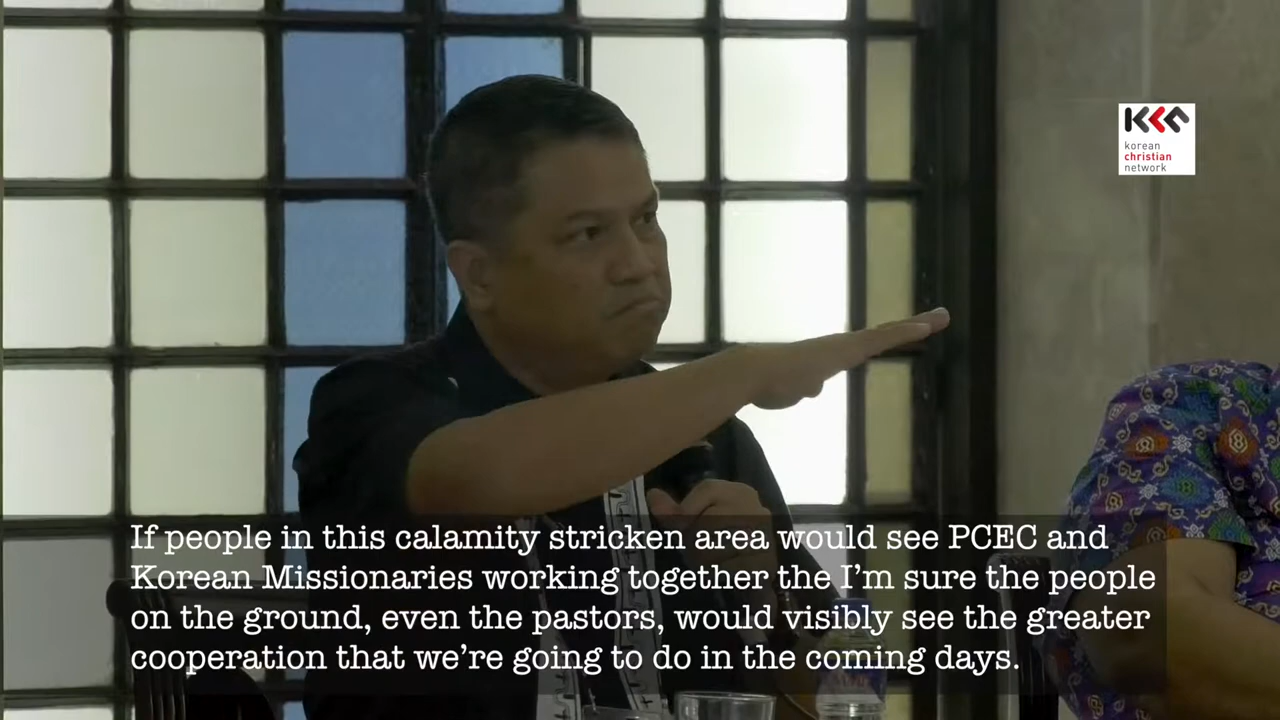 KCN
korean
christian
network
If people in this calamity stricken area would see PCEC and
Korean Missionaries working together the I'm sure the people
on the ground, even the pastors, would visibly see the greater
cooperation that we're going to do in the coming days.